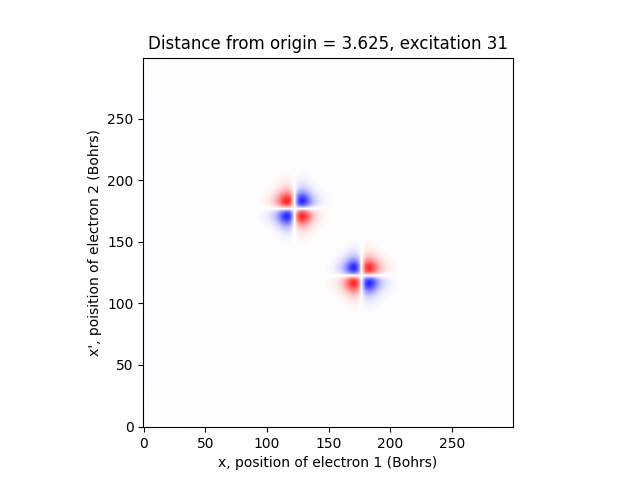 Distance from origin = 3.625, excitation 31
x', poisition of electron 2 (Bohrs)
250
200
150
100
50
0
0 50 100 150 200 250
x, position of electron 1 (Bohrs)